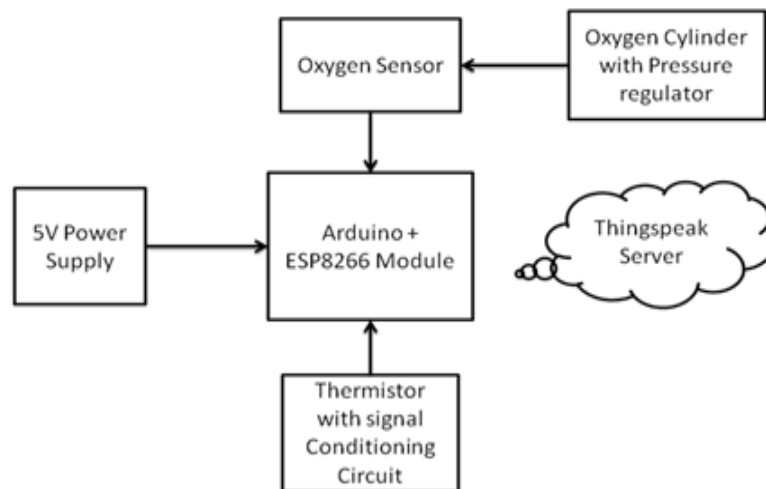 Oxygen Sensor
Oxygen Cylinder
with Pressure
regulator
5V Power
Supply
Arduino +
ESP8266 Module
Thingspeak
Server
Thermistor
with signal
Conditioning
Circuit